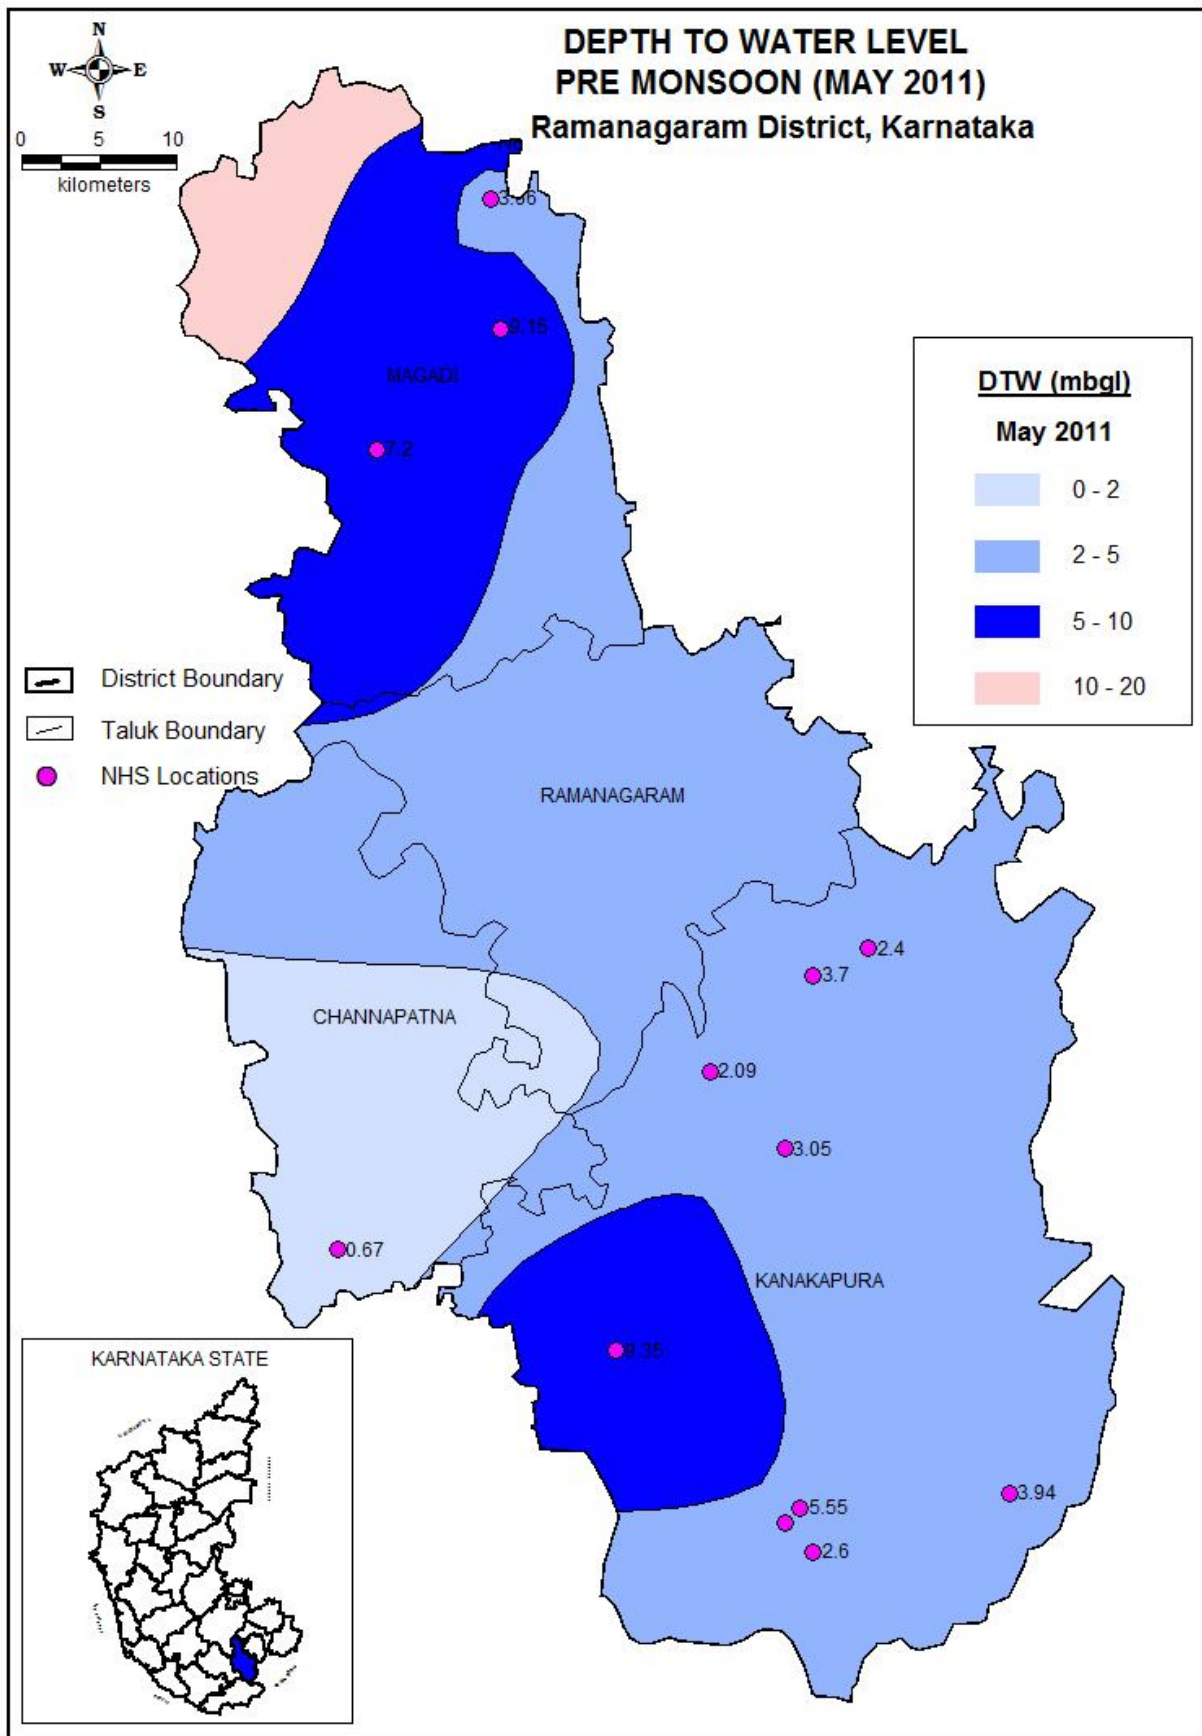 DEPTH TO WATER LEVEL
PRE MONSOON (MAY 2011)
Ramanagaram District, Karnataka
N
W E
S
0 5 10
kilometers
MAGADI
7.2
DTW (mbgl)
May 2011
0 - 2
2 - 5
5 - 10
10 - 20
District Boundary
Taluk Boundary
NHS Locations
RAMANAGARAM
2.4
3.7
CHANNAPATNA
2.09
3.05
0.67
KANAKAPURA
9.35
3.94
5.55
2.6
KARNATAKA STATE